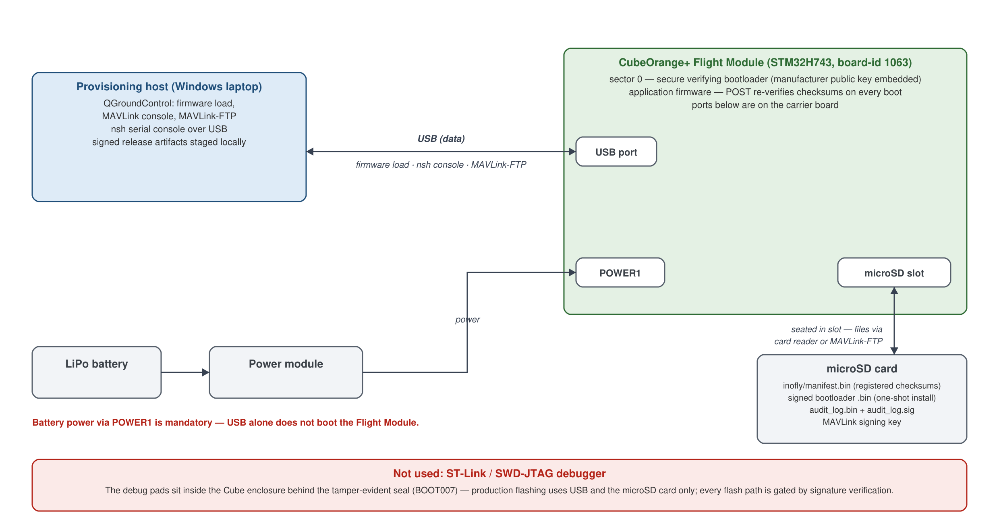 Provisioning host (Windows laptop)
QGroundControl: firmware load,
MAVLink console, MAVLink-FTP
nsh serial console over USB
signed release artifacts staged locally
USB (data)
firmware load · nsh console · MAVLink-FTP
CubeOrange+ Flight Module (STM32H743, board-id 1063)
sector 0 — secure verifying bootloader (manufacturer public key embedded)
application firmware — POST re-verifies checksums on every boot
ports below are on the carrier board
USB port
POWER1
microSD slot
power
seated in slot — files via
card reader or MAVLink-FTP
LiPo battery
Power module
microSD card
inofly/manifest.bin (registered checksums)
signed bootloader .bin (one-shot install)
audit_log.bin + audit_log.sig
MAVLink signing key
Battery power via POWER1 is mandatory — USB alone does not boot the Flight Module.
Not used: ST-Link / SWD-JTAG debugger
The debug pads sit inside the Cube enclosure behind the tamper-evident seal (BOOT007) — production flashing uses USB and the microSD card only; every flash path is gated by signature verification.